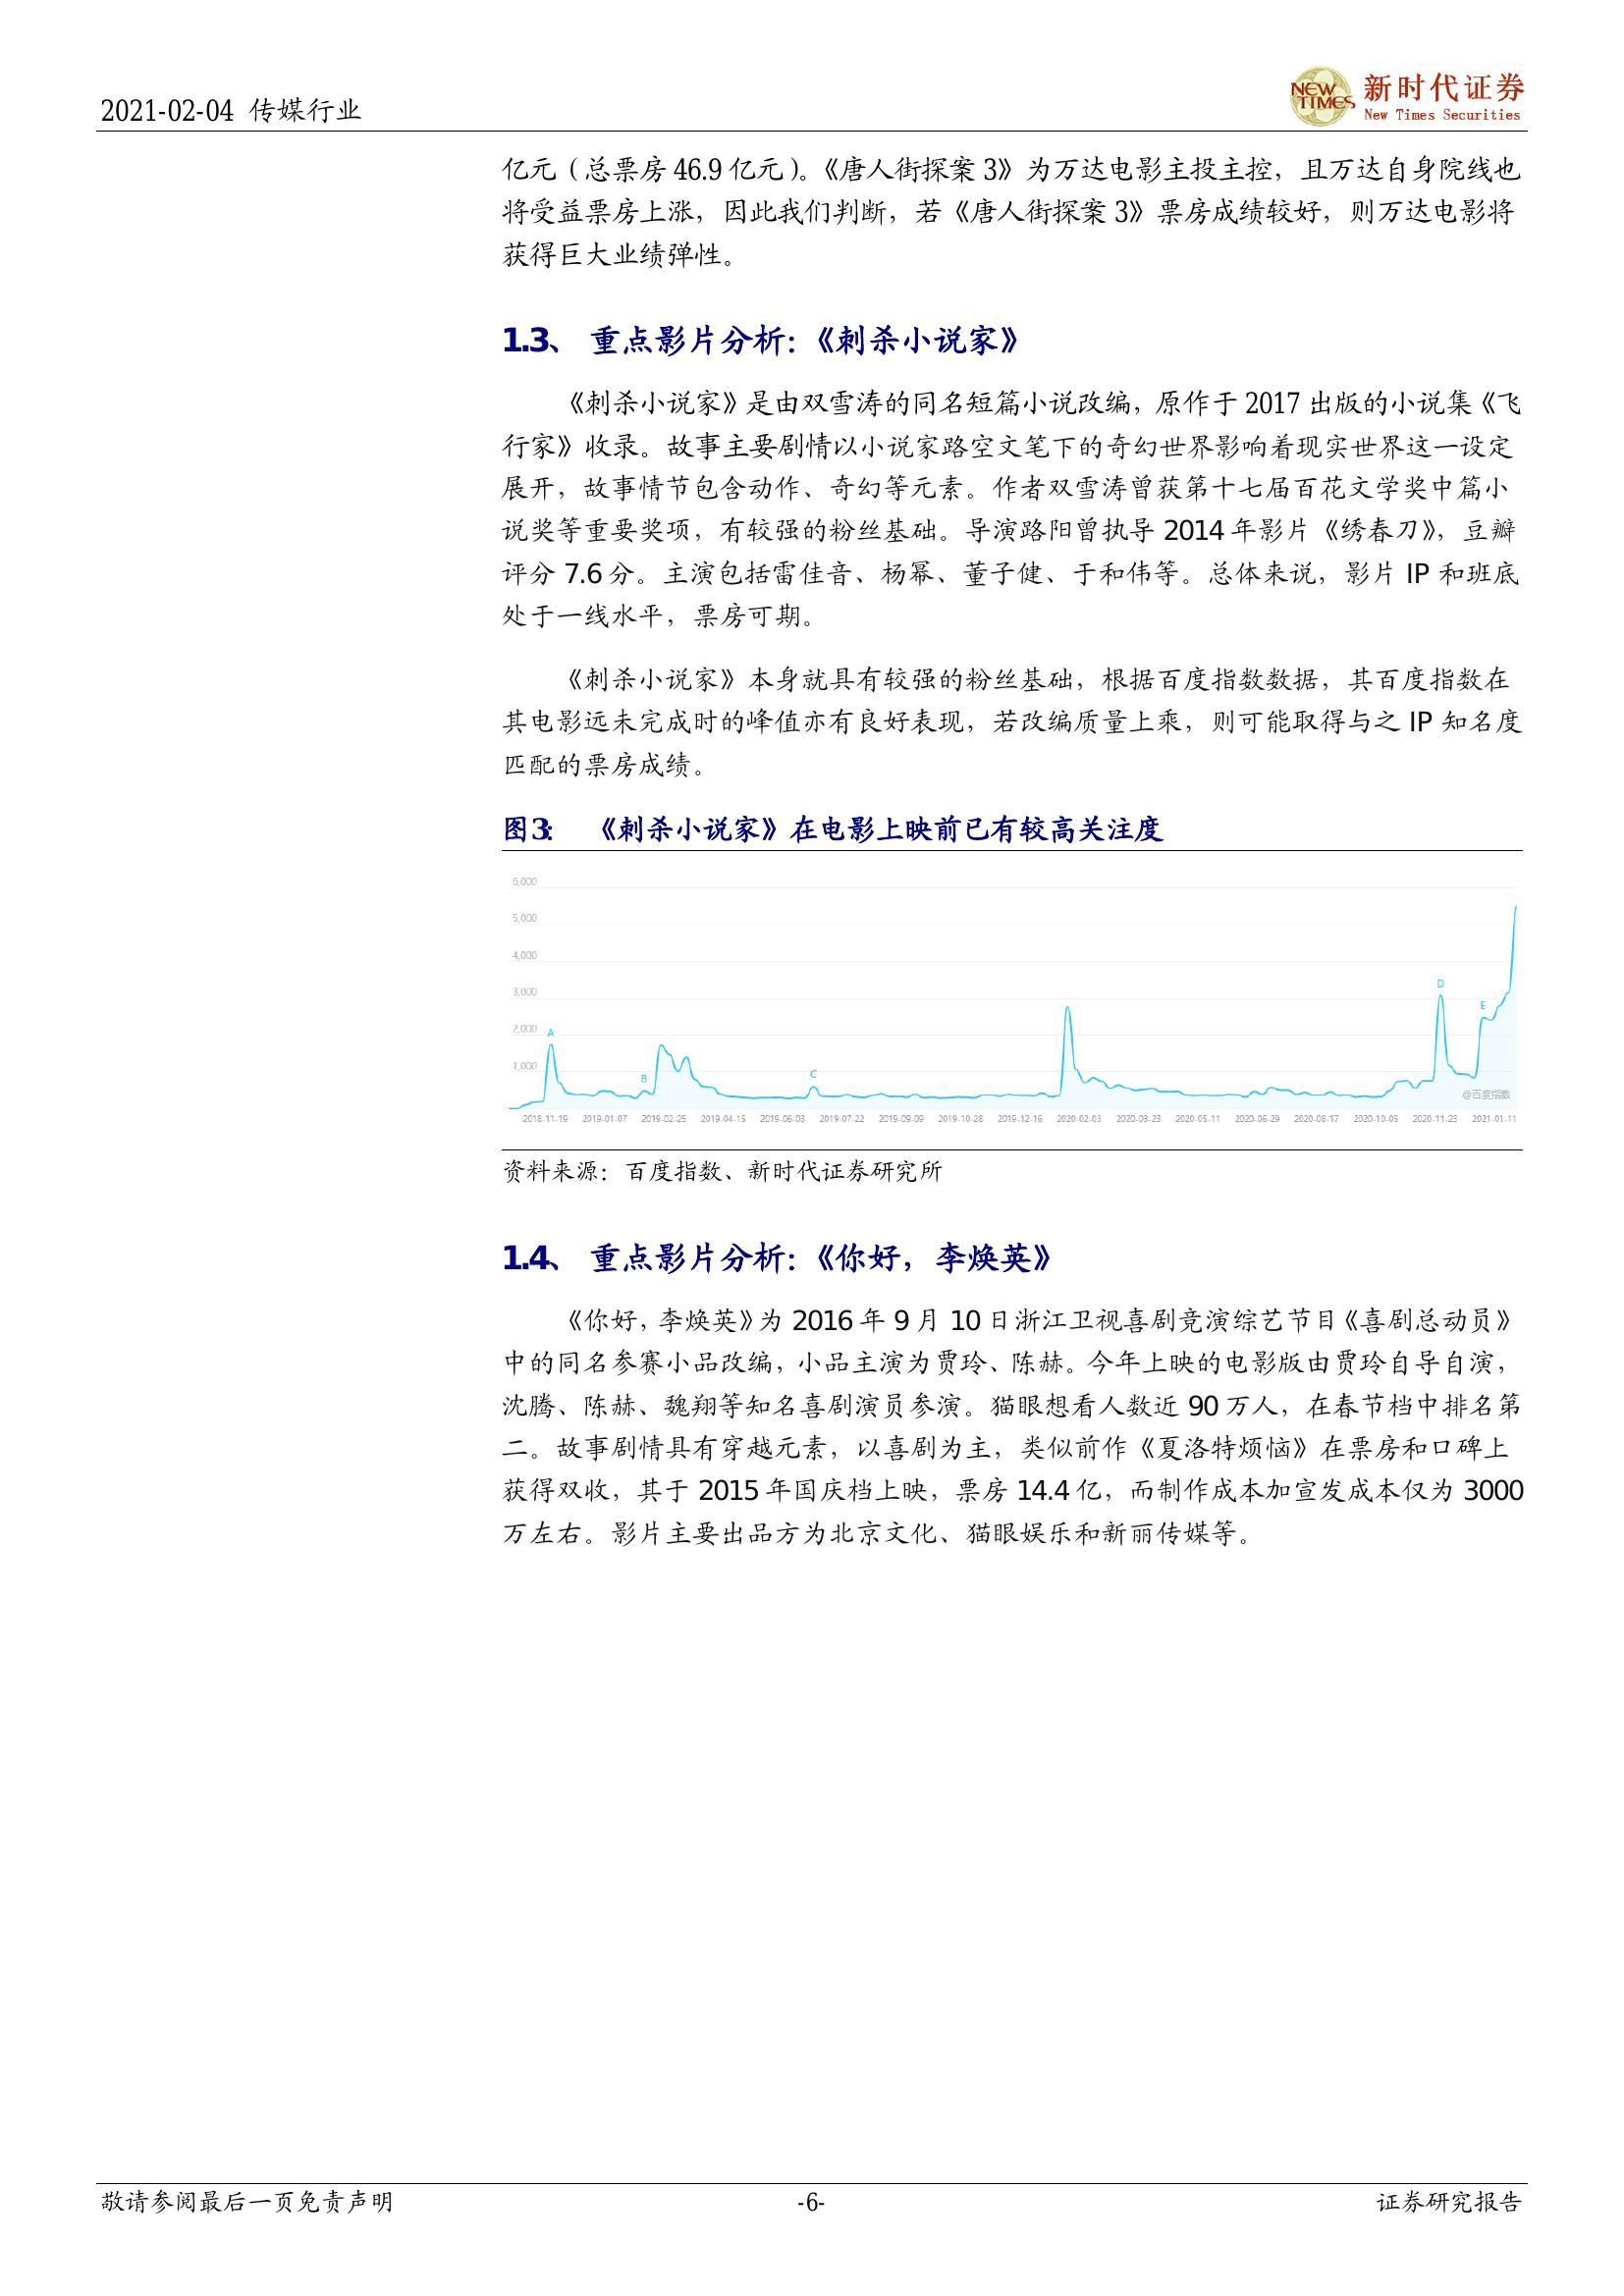 2021-02-04 传媒行业
NEW TIMES
新时代证券
New Times Securities
亿元（总票房 46.9 亿元）。《唐人街探案 3》为万达电影主投主控，且万达自身院线也
将受益票房上涨，因此我们判断，若《唐人街探案 3》票房成绩较好，则万达电影将
获得巨大业绩弹性。
1.3、 重点影片分析：《刺杀小说家》
《刺杀小说家》是由双雪涛的同名短篇小说改编，原作于 2017 出版的小说集《飞
行家》收录。故事主要剧情以小说家路空文笔下的奇幻世界影响着现实世界这一设定
展开，故事情节包含动作、奇幻等元素。作者双雪涛曾获第十七届百花文学奖中篇小
说奖等重要奖项，有较强的粉丝基础。导演路阳曾执导 2014 年影片《绣春刀》，豆瓣
评分 7.6 分。主演包括雷佳音、杨幂、董子健、于和伟等。总体来说，影片 IP 和班底
处于一线水平，票房可期。
《刺杀小说家》本身就具有较强的粉丝基础，根据百度指数数据，其百度指数在
其电影远未完成时的峰值亦有良好表现，若改编质量上乘，则可能取得与之 IP 知名度
匹配的票房成绩。
图3： 《刺杀小说家》在电影上映前已有较高关注度
6,000
5,000
4,000
3,000
2,000
1,000
A
B
C
D
E
@百度指数
2018-11-19 2019-01-07 2019-02-25 2019-04-15 2019-06-03 2019-07-22 2019-09-09 2019-10-28 2019-12-16 2020-02-03 2020-03-23 2020-05-11 2020-06-29 2020-08-17 2020-10-05 2020-11-23 2021-01-11
资料来源：百度指数、新时代证券研究所
1.4、 重点影片分析：《你好，李焕英》
《你好，李焕英》为 2016 年 9 月 10 日浙江卫视喜剧竞演综艺节目《喜剧总动员》
中的同名参赛小品改编，小品主演为贾玲、陈赫。今年上映的电影版由贾玲自导自演，
沈腾、陈赫、魏翔等知名喜剧演员参演。猫眼想看人数近 90 万人，在春节档中排名第
二。故事剧情具有穿越元素，以喜剧为主，类似前作《夏洛特烦恼》在票房和口碑上
获得双收，其于 2015 年国庆档上映，票房 14.4 亿，而制作成本加宣发成本仅为 3000
万左右。影片主要出品方为北京文化、猫眼娱乐和新丽传媒等。
敬请参阅最后一页免责声明 -6- 证券研究报告